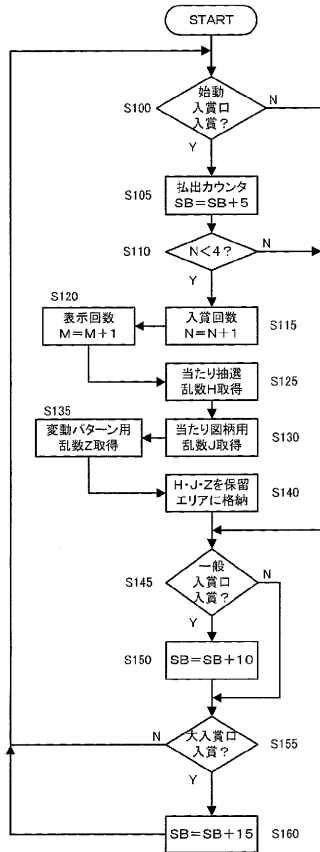 START
S100
始動
入賞口
入賞?
N
Y
S105
払出カウンタ
SB=SB+5
S110
N<4?
N
Y
S120
表示回数
M=M+1
入賞回数
N=N+1
S115
当たり抽選
乱数H取得
S125
S135
変動パターン用
乱数Z取得
当たり図柄用
乱数J取得
S130
H・J・Zを保留
エリアに格納
S140
S145
一般
入賞口
入賞?
N
Y
S150
SB=SB+10
N
大入賞口
入賞?
S155
Y
SB=SB+15
S160